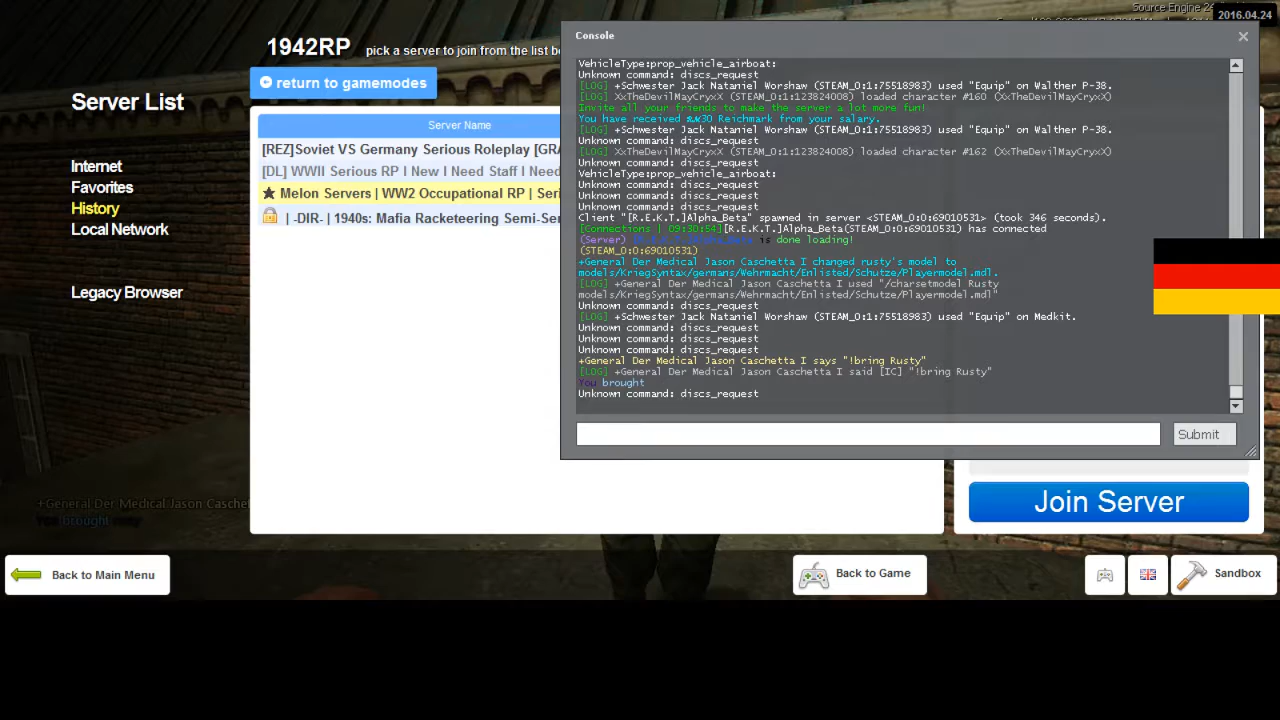 Source Engine 24
2016.04.24
1942RP pick a server to join from the list be
return to gamemodes
Server List
Internet
Favorites
History
Local Network
Legacy Browser
Server Name
[REZ]Soviet VS Germany Serious Roleplay [GRA
[DL] WWII Serious RP I New I Need Staff I Need
Melon Servers | WW2 Occupational RP | Seri
| -DIR- | 1940s: Mafia Racketeering Semi-Ser
Console
VehicleType:prop_vehicle_airboat:
Unknown command: discs_request
[LOG] +Schwester Jack Nataniel Worshaw (STEAM_0:1:75518983) used "Equip" on Walther P-38.
[LOG] XxTheDevilMayCryxX (STEAM_0:1:123824008) loaded character #160 (XxTheDevilMayCryxX)
Invite all your friends to make the server a lot more fun!
You have received ℛℳ30 Reichmark from your salary.
[LOG] +Schwester Jack Nataniel Worshaw (STEAM_0:1:75518983) used "Equip" on Walther P-38.
Unknown command: discs_request
[LOG] XxTheDevilMayCryxX (STEAM_0:1:123824008) loaded character #162 (XxTheDevilMayCryxX)
Unknown command: discs_request
VehicleType:prop_vehicle_airboat:
Unknown command: discs_request
Unknown command: discs_request
Unknown command: discs_request
Client "[R.E.K.T.]Alpha_Beta" spawned in server <STEAM_0:0:69010531> (took 346 seconds).
[Connections | 09:30:54][R.E.K.T.]Alpha_Beta(STEAM_0:0:69010531) has connected
(Server) [R.E.K.T.]Alpha_Beta is done loading!
(STEAM_0:0:69010531)
+General Der Medical Jason Caschetta I changed rusty's model to
models/KriegSyntax/germans/Wehrmacht/Enlisted/Schutze/Playermodel.mdl.
[LOG] +General Der Medical Jason Caschetta I used "/charsetmodel Rusty
models/KriegSyntax/germans/Wehrmacht/Enlisted/Schutze/Playermodel.mdl"
Unknown command: discs_request
[LOG] +Schwester Jack Nataniel Worshaw (STEAM_0:1:75518983) used "Equip" on Medkit.
Unknown command: discs_request
Unknown command: discs_request
Unknown command: discs_request
+General Der Medical Jason Caschetta I says "!bring Rusty"
[LOG] +General Der Medical Jason Caschetta I said [IC] "!bring Rusty"
You brought
Unknown command: discs_request
Submit
+General Der Medical Jason Caschet
You brought rusty
Join Server
Back to Main Menu
Back to Game
Sandbox